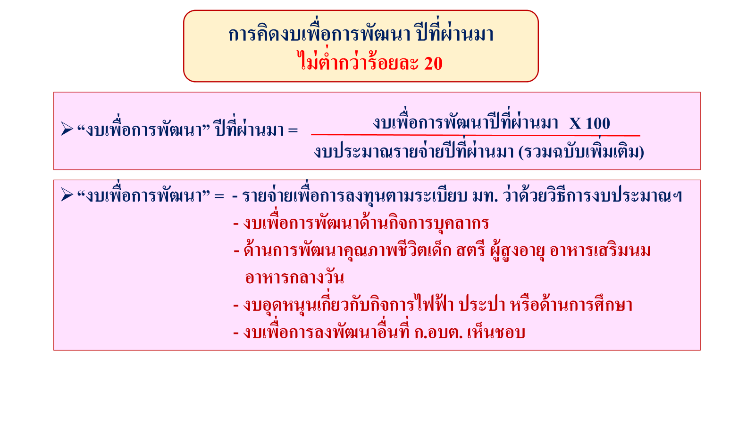 การคิดงบเพื่อการพัฒนา ปีที่ผ่านมา
ไม่ต่ำกว่าร้อยละ 20
➢ “งบเพื่อการพัฒนา” ปีที่ผ่านมา =
งบเพื่อการพัฒนาปีที่ผ่านมา X 100
งบประมาณรายจ่ายปีที่ผ่านมา (รวมฉบับเพิ่มเติม)
➢ “งบเพื่อการพัฒนา” = - รายจ่ายเพื่อการลงทุนตามระเบียบ มท. ว่าด้วยวิธีการงบประมาณฯ
- งบเพื่อการพัฒนาด้านกิจการบุคลากร
- ด้านการพัฒนาคุณภาพชีวิตเด็ก สตรี ผู้สูงอายุ อาหารเสริมนม
อาหารกลางวัน
- งบอุดหนุนเกี่ยวกับกิจการไฟฟ้า ประปา หรือด้านการศึกษา
- งบเพื่อการลงพัฒนาอื่นที่ ก.อบต. เห็นชอบ